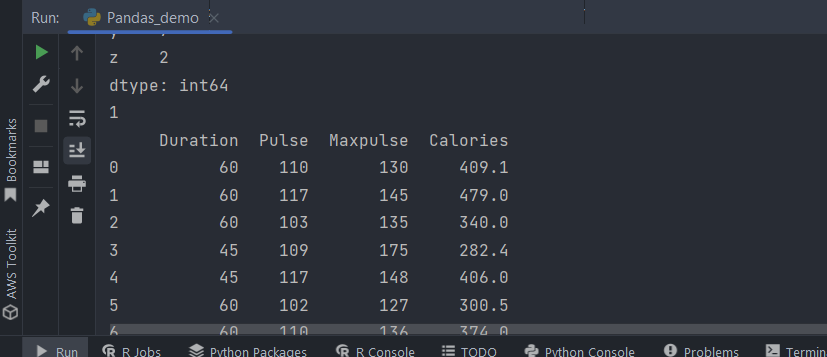 Run: Pandas_demo
z 2
dtype: int64
1
Duration Pulse Maxpulse Calories
0 60 110 130 409.1
1 60 117 145 479.0
2 60 103 135 340.0
3 45 109 175 282.4
4 45 117 148 406.0
5 60 102 127 300.5
6 60 110 136 374.0
Bookmarks
AWS Toolkit
Run R Jobs Python Packages R Console TODO Python Console Problems